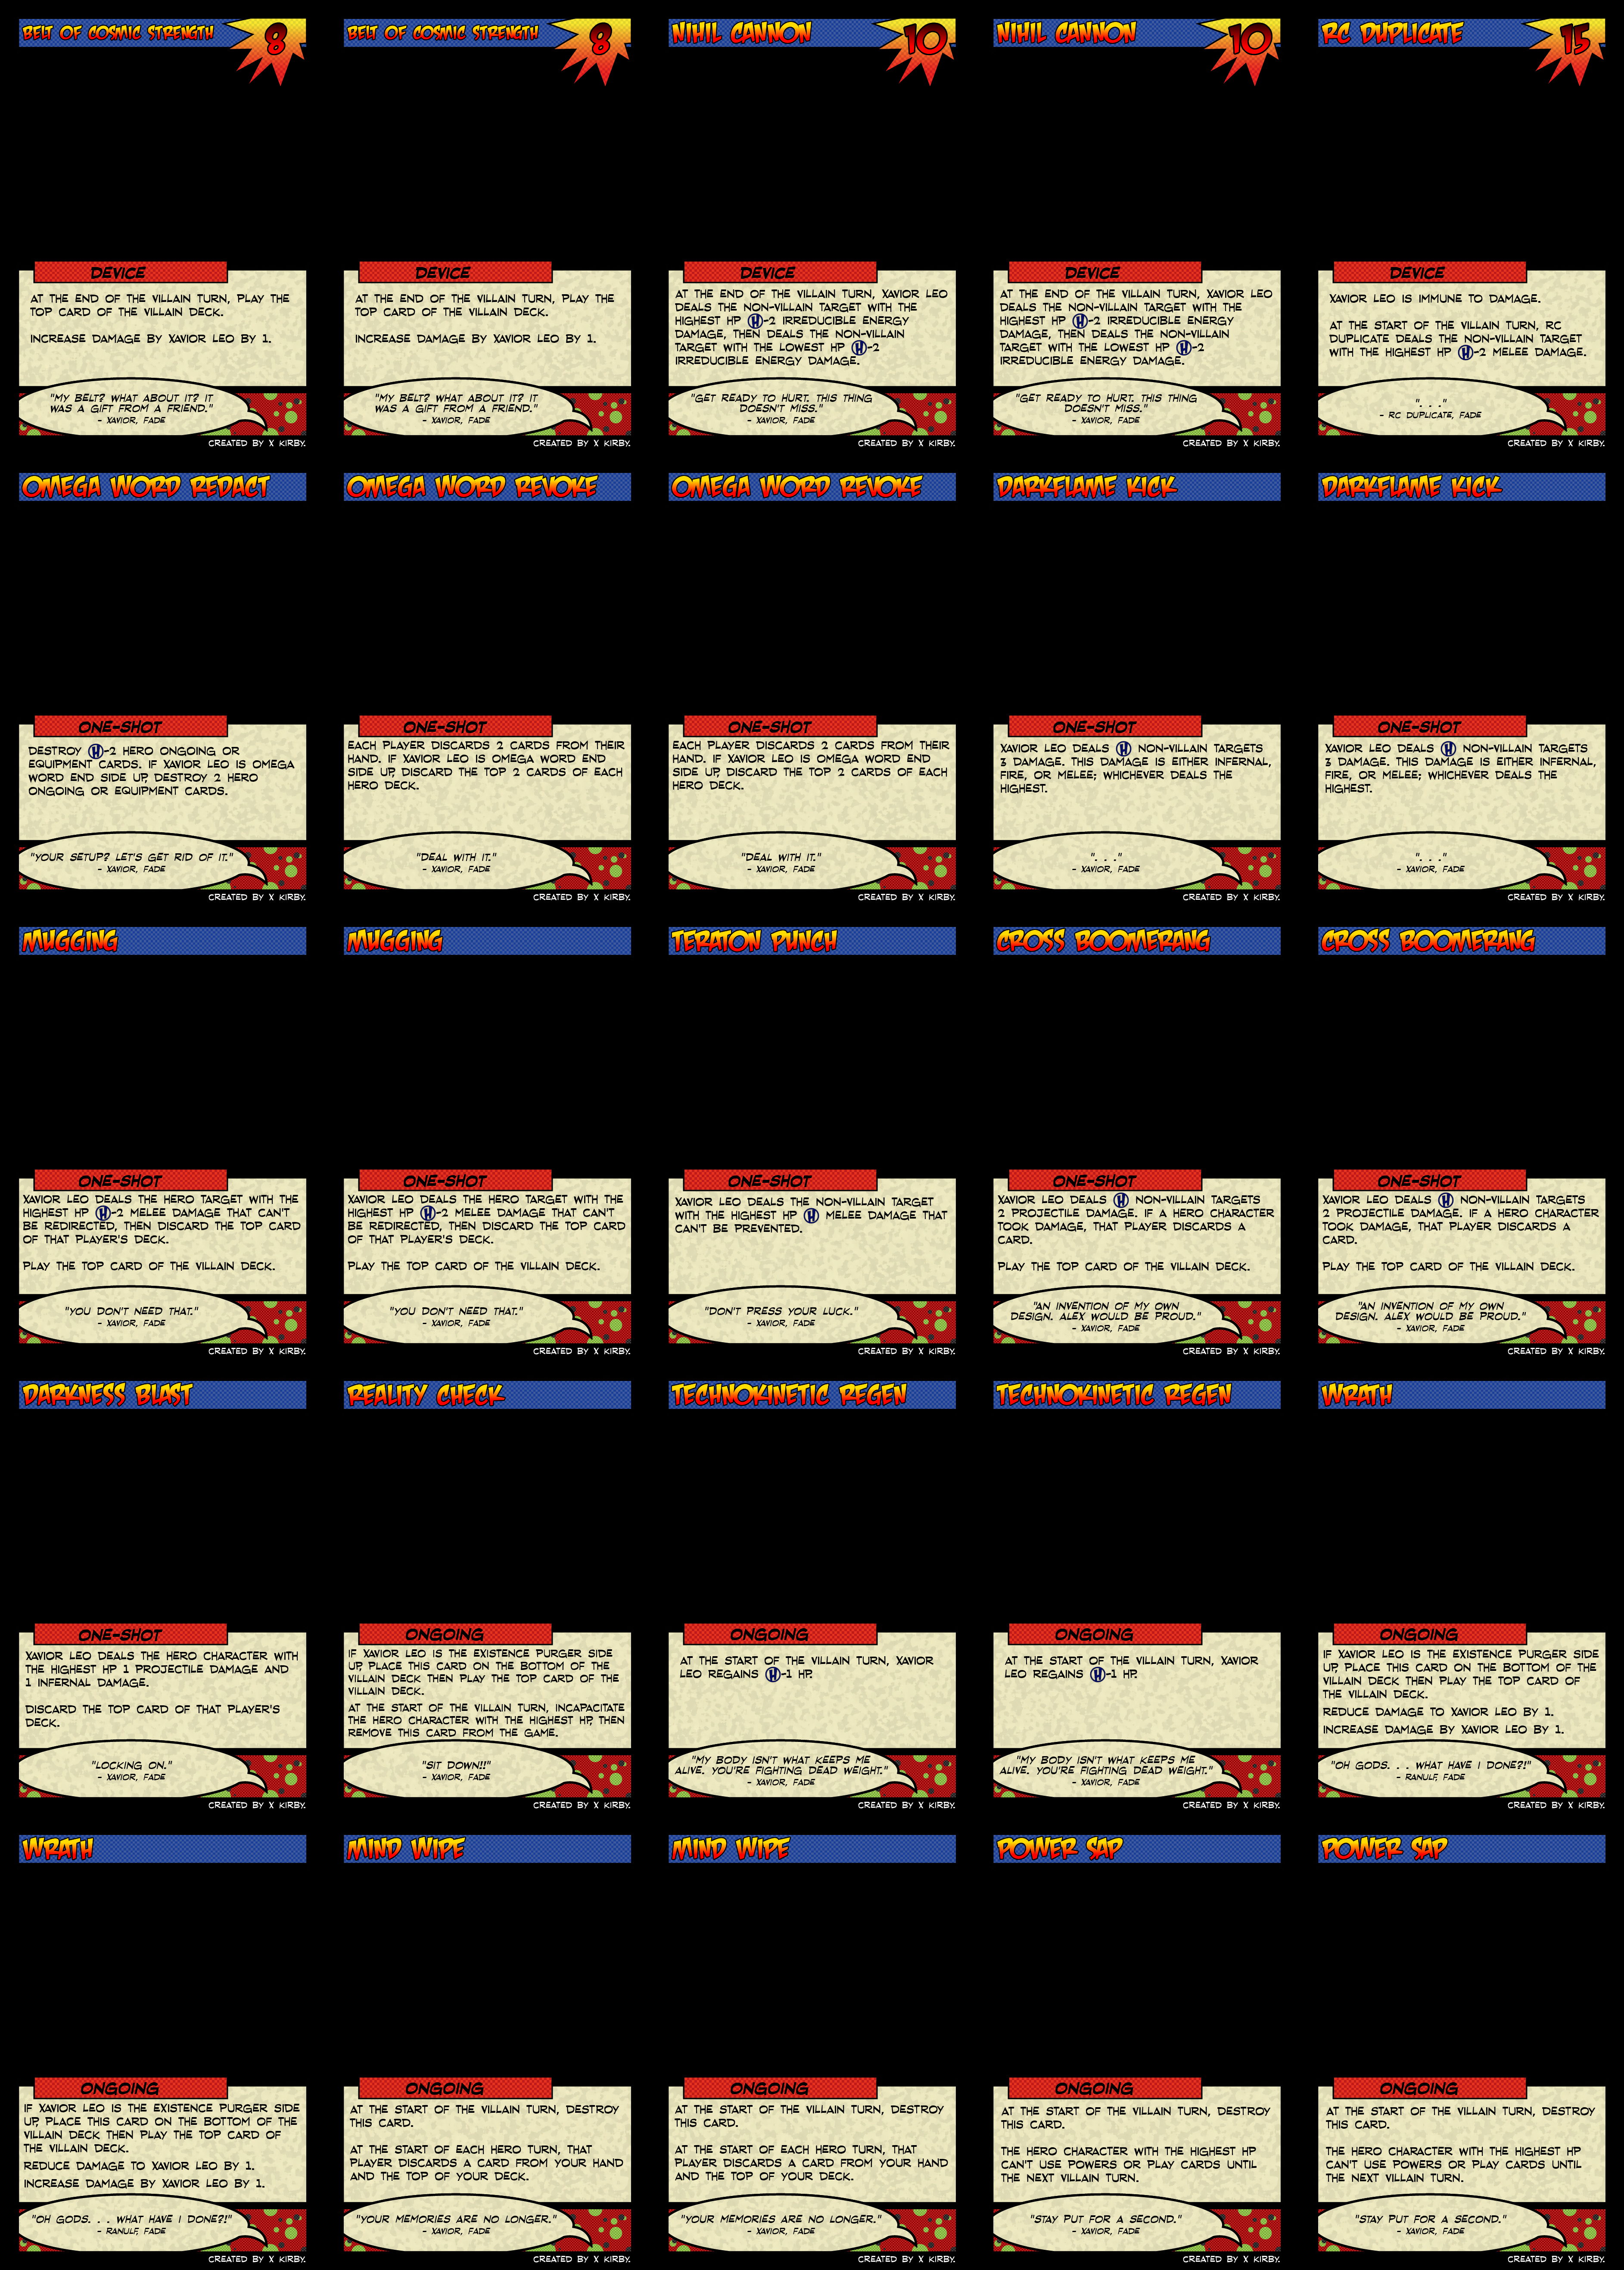 BELT OF COSMIC STRENGTH
8
DEVICE
AT THE END OF THE VILLAIN TURN, PLAY THE
TOP CARD OF THE VILLAIN DECK.
INCREASE DAMAGE BY XAVIOR LEO BY 1.
"MY BELT? WHAT ABOUT IT? IT
WAS A GIFT FROM A FRIEND."
- XAVIOR, FADE
CREATED BY X KIRBY.
BELT OF COSMIC STRENGTH
8
DEVICE
AT THE END OF THE VILLAIN TURN, PLAY THE
TOP CARD OF THE VILLAIN DECK.
INCREASE DAMAGE BY XAVIOR LEO BY 1.
"MY BELT? WHAT ABOUT IT? IT
WAS A GIFT FROM A FRIEND."
- XAVIOR, FADE
CREATED BY X KIRBY.
NIHIL CANNON
10
DEVICE
AT THE END OF THE VILLAIN TURN, XAVIOR LEO
DEALS THE NON-VILLAIN TARGET WITH THE
HIGHEST HP H-2 IRREDUCIBLE ENERGY
DAMAGE, THEN DEALS THE NON-VILLAIN
TARGET WITH THE LOWEST HP H-2
IRREDUCIBLE ENERGY DAMAGE.
"GET READY TO HURT. THIS THING
DOESN'T MISS."
- XAVIOR, FADE
CREATED BY X KIRBY.
NIHIL CANNON
10
DEVICE
AT THE END OF THE VILLAIN TURN, XAVIOR LEO
DEALS THE NON-VILLAIN TARGET WITH THE
HIGHEST HP H-2 IRREDUCIBLE ENERGY
DAMAGE, THEN DEALS THE NON-VILLAIN
TARGET WITH THE LOWEST HP H-2
IRREDUCIBLE ENERGY DAMAGE.
"GET READY TO HURT. THIS THING
DOESN'T MISS."
- XAVIOR, FADE
CREATED BY X KIRBY.
RC DUPLICATE
15
DEVICE
XAVIOR LEO IS IMMUNE TO DAMAGE.
AT THE START OF THE VILLAIN TURN, RC
DUPLICATE DEALS THE NON-VILLAIN TARGET
WITH THE HIGHEST HP H-2 MELEE DAMAGE.
". . ."
- RC DUPLICATE, FADE
CREATED BY X KIRBY.
OMEGA WORD REDACT
ONE-SHOT
DESTROY H-2 HERO ONGOING OR
EQUIPMENT CARDS. IF XAVIOR LEO IS OMEGA
WORD END SIDE UP, DESTROY 2 HERO
ONGOING OR EQUIPMENT CARDS.
"YOUR SETUP? LET'S GET RID OF IT."
- XAVIOR, FADE
CREATED BY X KIRBY.
OMEGA WORD REVOKE
ONE-SHOT
EACH PLAYER DISCARDS 2 CARDS FROM THEIR
HAND. IF XAVIOR LEO IS OMEGA WORD END
SIDE UP, DISCARD THE TOP 2 CARDS OF EACH
HERO DECK.
"DEAL WITH IT."
- XAVIOR, FADE
CREATED BY X KIRBY.
OMEGA WORD REVOKE
ONE-SHOT
EACH PLAYER DISCARDS 2 CARDS FROM THEIR
HAND. IF XAVIOR LEO IS OMEGA WORD END
SIDE UP, DISCARD THE TOP 2 CARDS OF EACH
HERO DECK.
"DEAL WITH IT."
- XAVIOR, FADE
CREATED BY X KIRBY.
DARKFLAME KICK
ONE-SHOT
XAVIOR LEO DEALS H NON-VILLAIN TARGETS
3 DAMAGE. THIS DAMAGE IS EITHER INFERNAL,
FIRE, OR MELEE; WHICHEVER DEALS THE
HIGHEST.
". . ."
- XAVIOR, FADE
CREATED BY X KIRBY.
DARKFLAME KICK
ONE-SHOT
XAVIOR LEO DEALS H NON-VILLAIN TARGETS
3 DAMAGE. THIS DAMAGE IS EITHER INFERNAL,
FIRE, OR MELEE; WHICHEVER DEALS THE
HIGHEST.
". . ."
- XAVIOR, FADE
CREATED BY X KIRBY.
MUGGING
ONE-SHOT
XAVIOR LEO DEALS THE HERO TARGET WITH THE
HIGHEST HP H-2 MELEE DAMAGE THAT CAN'T
BE REDIRECTED, THEN DISCARD THE TOP CARD
OF THAT PLAYER'S DECK.
PLAY THE TOP CARD OF THE VILLAIN DECK.
"YOU DON'T NEED THAT."
- XAVIOR, FADE
CREATED BY X KIRBY.
MUGGING
ONE-SHOT
XAVIOR LEO DEALS THE HERO TARGET WITH THE
HIGHEST HP H-2 MELEE DAMAGE THAT CAN'T
BE REDIRECTED, THEN DISCARD THE TOP CARD
OF THAT PLAYER'S DECK.
PLAY THE TOP CARD OF THE VILLAIN DECK.
"YOU DON'T NEED THAT."
- XAVIOR, FADE
CREATED BY X KIRBY.
TERATON PUNCH
ONE-SHOT
XAVIOR LEO DEALS THE NON-VILLAIN TARGET
WITH THE HIGHEST HP H MELEE DAMAGE THAT
CAN'T BE PREVENTED.
"DON'T PRESS YOUR LUCK."
- XAVIOR, FADE
CREATED BY X KIRBY.
CROSS BOOMERANG
ONE-SHOT
XAVIOR LEO DEALS H NON-VILLAIN TARGETS
2 PROJECTILE DAMAGE. IF A HERO CHARACTER
TOOK DAMAGE, THAT PLAYER DISCARDS A
CARD.
PLAY THE TOP CARD OF THE VILLAIN DECK.
"AN INVENTION OF MY OWN
DESIGN. ALEX WOULD BE PROUD."
- XAVIOR, FADE
CREATED BY X KIRBY.
CROSS BOOMERANG
ONE-SHOT
XAVIOR LEO DEALS H NON-VILLAIN TARGETS
2 PROJECTILE DAMAGE. IF A HERO CHARACTER
TOOK DAMAGE, THAT PLAYER DISCARDS A
CARD.
PLAY THE TOP CARD OF THE VILLAIN DECK.
"AN INVENTION OF MY OWN
DESIGN. ALEX WOULD BE PROUD."
- XAVIOR, FADE
CREATED BY X KIRBY.
DARKNESS BLAST
ONE-SHOT
XAVIOR LEO DEALS THE HERO CHARACTER WITH
THE HIGHEST HP 1 PROJECTILE DAMAGE AND
1 INFERNAL DAMAGE.
DISCARD THE TOP CARD OF THAT PLAYER'S
DECK.
"LOCKING ON."
- XAVIOR, FADE
CREATED BY X KIRBY.
REALITY CHECK
ONGOING
IF XAVIOR LEO IS THE EXISTENCE PURGER SIDE
UP, PLACE THIS CARD ON THE BOTTOM OF THE
VILLAIN DECK THEN PLAY THE TOP CARD OF THE
VILLAIN DECK.
AT THE START OF THE VILLAIN TURN, INCAPACITATE
THE HERO CHARACTER WITH THE HIGHEST HP, THEN
REMOVE THIS CARD FROM THE GAME.
"SIT DOWN!!"
- XAVIOR, FADE
CREATED BY X KIRBY.
TECHNOKINETIC REGEN
ONGOING
AT THE START OF THE VILLAIN TURN, XAVIOR
LEO REGAINS H-1 HP.
"MY BODY ISN'T WHAT KEEPS ME
ALIVE. YOU'RE FIGHTING DEAD WEIGHT."
- XAVIOR, FADE
CREATED BY X KIRBY.
TECHNOKINETIC REGEN
ONGOING
AT THE START OF THE VILLAIN TURN, XAVIOR
LEO REGAINS H-1 HP.
"MY BODY ISN'T WHAT KEEPS ME
ALIVE. YOU'RE FIGHTING DEAD WEIGHT."
- XAVIOR, FADE
CREATED BY X KIRBY.
WRATH
ONGOING
IF XAVIOR LEO IS THE EXISTENCE PURGER SIDE
UP, PLACE THIS CARD ON THE BOTTOM OF THE
VILLAIN DECK THEN PLAY THE TOP CARD OF
THE VILLAIN DECK.
REDUCE DAMAGE TO XAVIOR LEO BY 1.
INCREASE DAMAGE BY XAVIOR LEO BY 1.
"OH GODS. . . WHAT HAVE I DONE?!"
- RANULF, FADE
CREATED BY X KIRBY.
WRATH
ONGOING
IF XAVIOR LEO IS THE EXISTENCE PURGER SIDE
UP, PLACE THIS CARD ON THE BOTTOM OF THE
VILLAIN DECK THEN PLAY THE TOP CARD OF
THE VILLAIN DECK.
REDUCE DAMAGE TO XAVIOR LEO BY 1.
INCREASE DAMAGE BY XAVIOR LEO BY 1.
"OH GODS. . . WHAT HAVE I DONE?!"
- RANULF, FADE
CREATED BY X KIRBY.
MIND WIPE
ONGOING
AT THE START OF THE VILLAIN TURN, DESTROY
THIS CARD.
AT THE START OF EACH HERO TURN, THAT
PLAYER DISCARDS A CARD FROM YOUR HAND
AND THE TOP OF YOUR DECK.
"YOUR MEMORIES ARE NO LONGER."
- XAVIOR, FADE
CREATED BY X KIRBY.
MIND WIPE
ONGOING
AT THE START OF THE VILLAIN TURN, DESTROY
THIS CARD.
AT THE START OF EACH HERO TURN, THAT
PLAYER DISCARDS A CARD FROM YOUR HAND
AND THE TOP OF YOUR DECK.
"YOUR MEMORIES ARE NO LONGER."
- XAVIOR, FADE
CREATED BY X KIRBY.
POWER SAP
ONGOING
AT THE START OF THE VILLAIN TURN, DESTROY
THIS CARD.
THE HERO CHARACTER WITH THE HIGHEST HP
CAN'T USE POWERS OR PLAY CARDS UNTIL
THE NEXT VILLAIN TURN.
"STAY PUT FOR A SECOND."
- XAVIOR, FADE
CREATED BY X KIRBY.
POWER SAP
ONGOING
AT THE START OF THE VILLAIN TURN, DESTROY
THIS CARD.
THE HERO CHARACTER WITH THE HIGHEST HP
CAN'T USE POWERS OR PLAY CARDS UNTIL
THE NEXT VILLAIN TURN.
"STAY PUT FOR A SECOND."
- XAVIOR, FADE
CREATED BY X KIRBY.